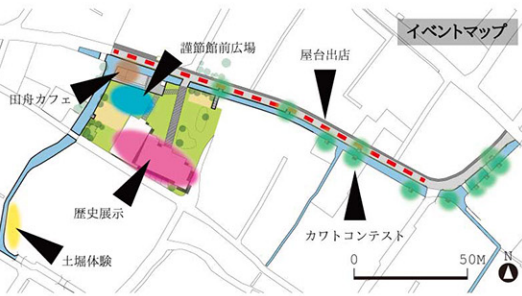 イベントマップ
謹節館前広場
屋台出店
田舟カフェ
歴史展示
カワトコンテスト
土堀体験
0 50M
N